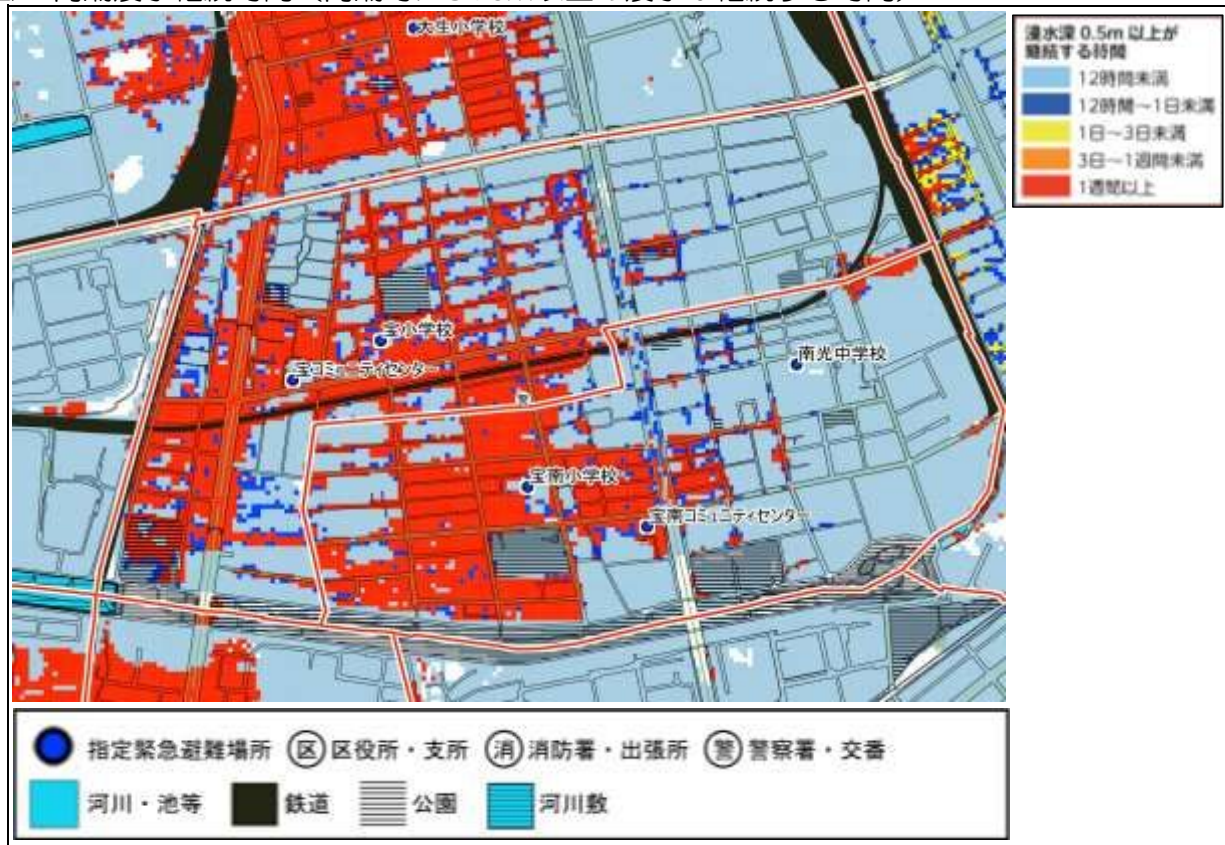 浸水深 0.5m 以上が
継続する時間
12時間未満
12時間～1日未満
1日～3日未満
3日～1週間未満
1週間以上
大生小学校
宝小学校
宝コミュニティセンター
南光中学校
警
宝南小学校
宝南コミュニティセンター
指定緊急避難場所 区 区役所・支所 消 消防署・出張所 警 警察署・交番
河川・池等 鉄道 公園 河川敷